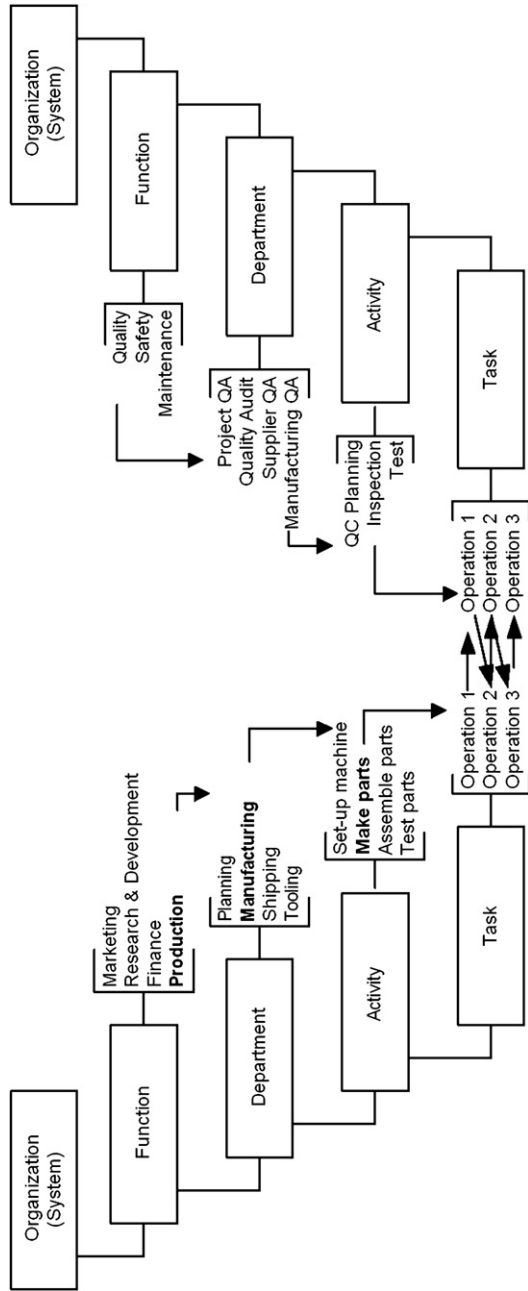 Organization
(System)
Function
Marketing
Research & Development
Finance
Production
Department
Planning
Manufacturing
Shipping
Tooling
Activity
Set-up machine
Make parts
Assemble parts
Test parts
Task
Operation 1
Operation 2
Operation 3
Organization
(System)
Function
Quality
Safety
Maintenance
Department
Project QA
Quality Audit
Supplier QA
Manufacturing QA
Activity
QC Planning
Inspection
Test
Task
Operation 1
Operation 2
Operation 3